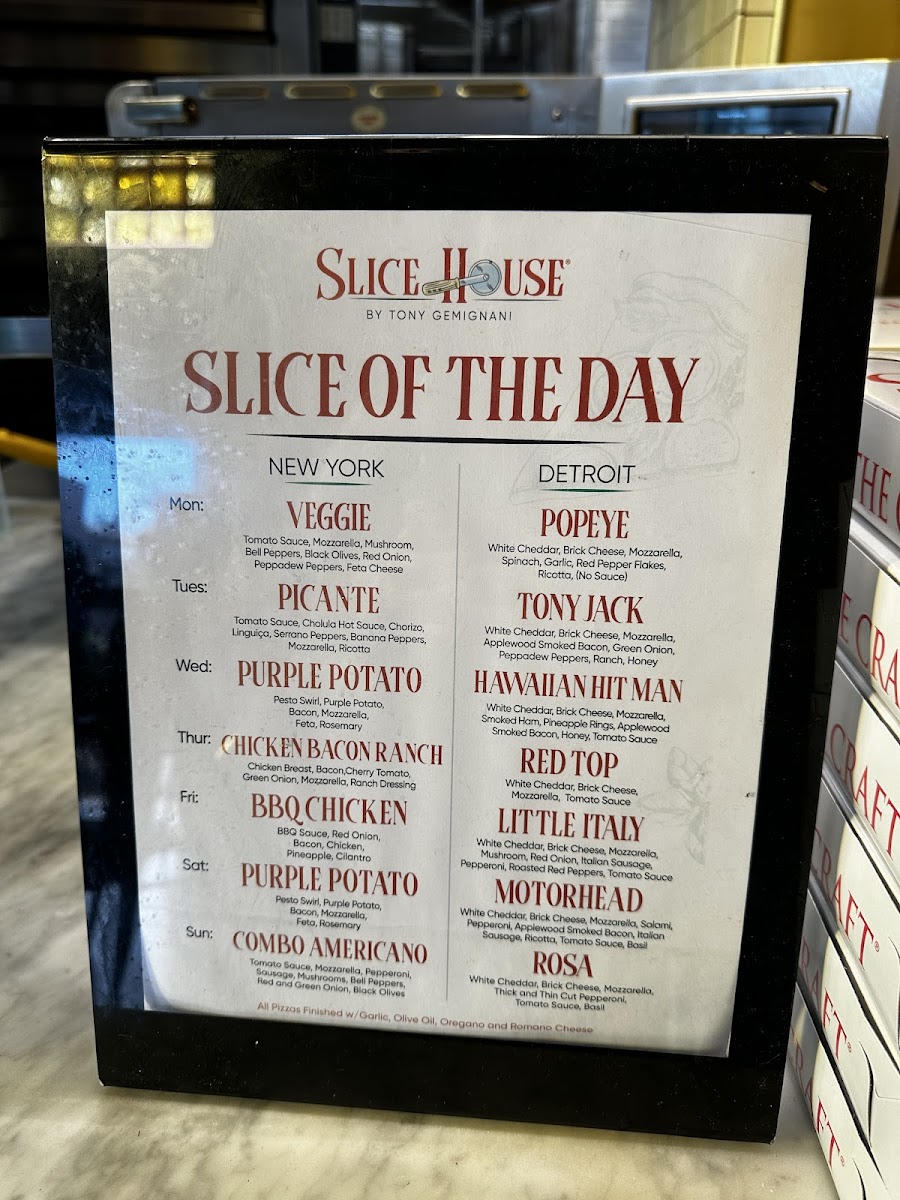 SLICE HOUSE®
BY TONY GEMIGNANI
SLICE OF THE DAY
NEW YORK
Mon:
VEGGIE
Tomato Sauce, Mozzarella, Mushroom,
Bell Peppers, Black Olives, Red Onion,
Peppadew Peppers, Feta Cheese
Tues:
PICANTE
Tomato Sauce, Cholula Hot Sauce, Chorizo,
Linguiça, Serrano Peppers, Banana Peppers,
Mozzarella, Ricotta
Wed:
PURPLE POTATO
Pesto Swirl, Purple Potato,
Bacon, Mozzarella,
Feta, Rosemary
Thur:
CHICKEN BACON RANCH
Chicken Breast, Bacon,Cherry Tomato,
Green Onion, Mozzarella, Ranch Dressing
Fri:
BBQ CHICKEN
BBQ Sauce, Red Onion,
Bacon, Chicken,
Pineapple, Cilantro
Sat:
PURPLE POTATO
Pesto Swirl, Purple Potato,
Bacon, Mozzarella,
Feta, Rosemary
Sun:
COMBO AMERICANO
Tomato Sauce, Mozzarella, Pepperoni,
Sausage, Mushrooms, Bell Peppers,
Red and Green Onion, Black Olives
DETROIT
POPEYE
White Cheddar, Brick Cheese, Mozzarella,
Spinach, Garlic, Red Pepper Flakes,
Ricotta, (No Sauce)
TONY JACK
White Cheddar, Brick Cheese, Mozzarella,
Applewood Smoked Bacon, Green Onion,
Peppadew Peppers, Ranch, Honey
HAWAIIAN HIT MAN
White Cheddar, Brick Cheese, Mozzarella,
Smoked Ham, Pineapple Rings, Applewood
Smoked Bacon, Honey, Tomato Sauce
RED TOP
White Cheddar, Brick Cheese,
Mozzarella, Tomato Sauce
LITTLE ITALY
White Cheddar, Brick Cheese, Mozzarella,
Mushroom, Red Onion, Italian Sausage,
Pepperoni, Roasted Red Peppers, Tomato Sauce
MOTORHEAD
White Cheddar, Brick Cheese, Mozzarella, Salami,
Pepperoni, Applewood Smoked Bacon, Italian
Sausage, Ricotta, Tomato Sauce, Basil
ROSA
White Cheddar, Brick Cheese, Mozzarella,
Thick and Thin Cut Pepperoni,
Tomato Sauce, Basil
All Pizzas Finished w/Garlic, Olive Oil, Oregano and Romano Cheese
THE
CRAFT
CRAFT®